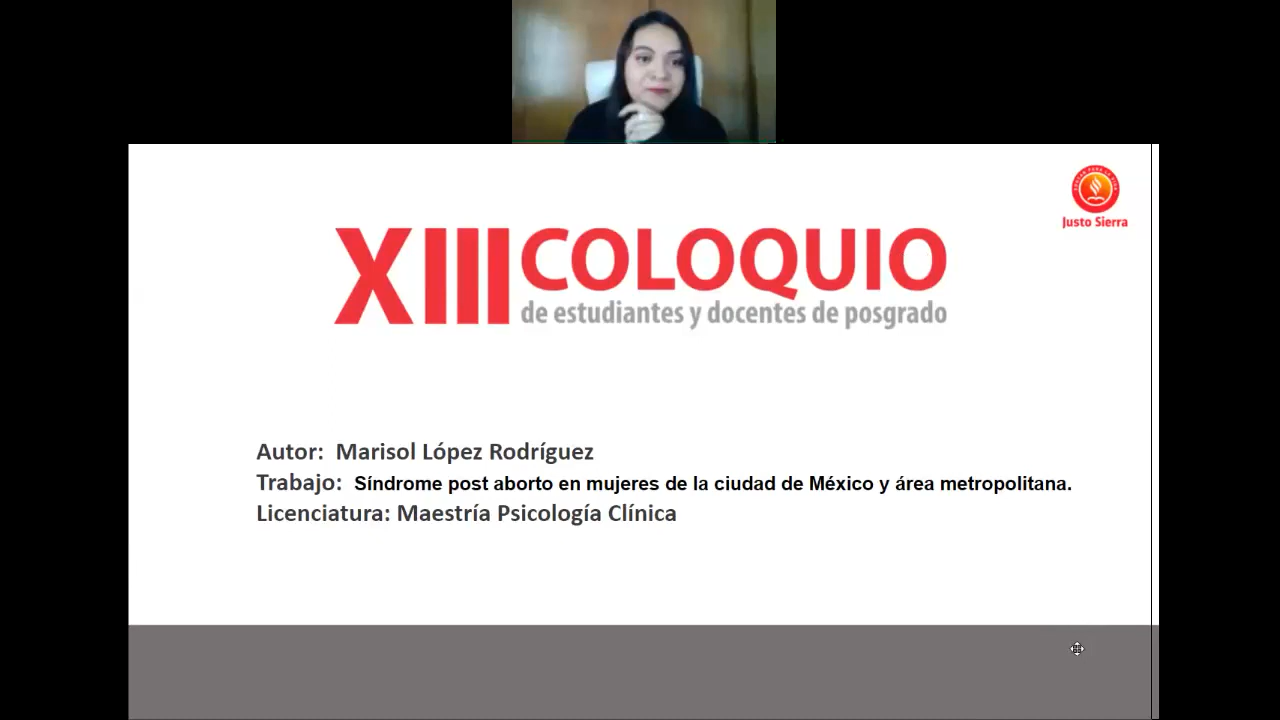 Justo Sierra
XIII COLOQUIO
de estudiantes y docentes de posgrado
Autor: Marisol López Rodríguez
Trabajo: Síndrome post aborto en mujeres de la ciudad de México y área metropolitana.
Licenciatura: Maestría Psicología Clínica